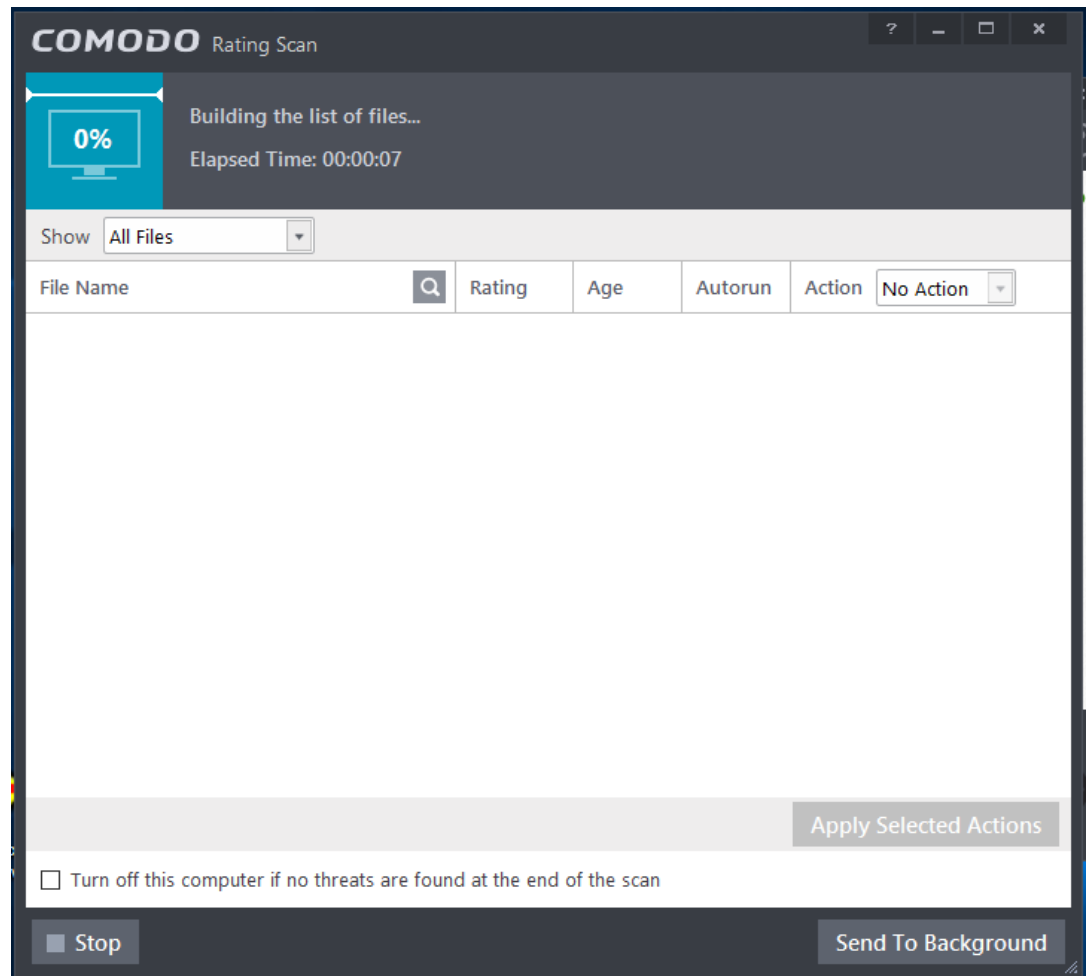 COMODO Rating Scan
?
0%
Building the list of files...
Elapsed Time: 00:00:07
Show All Files
File Name Rating Age Autorun Action No Action
Apply Selected Actions
Turn off this computer if no threats are found at the end of the scan
Stop Send To Background